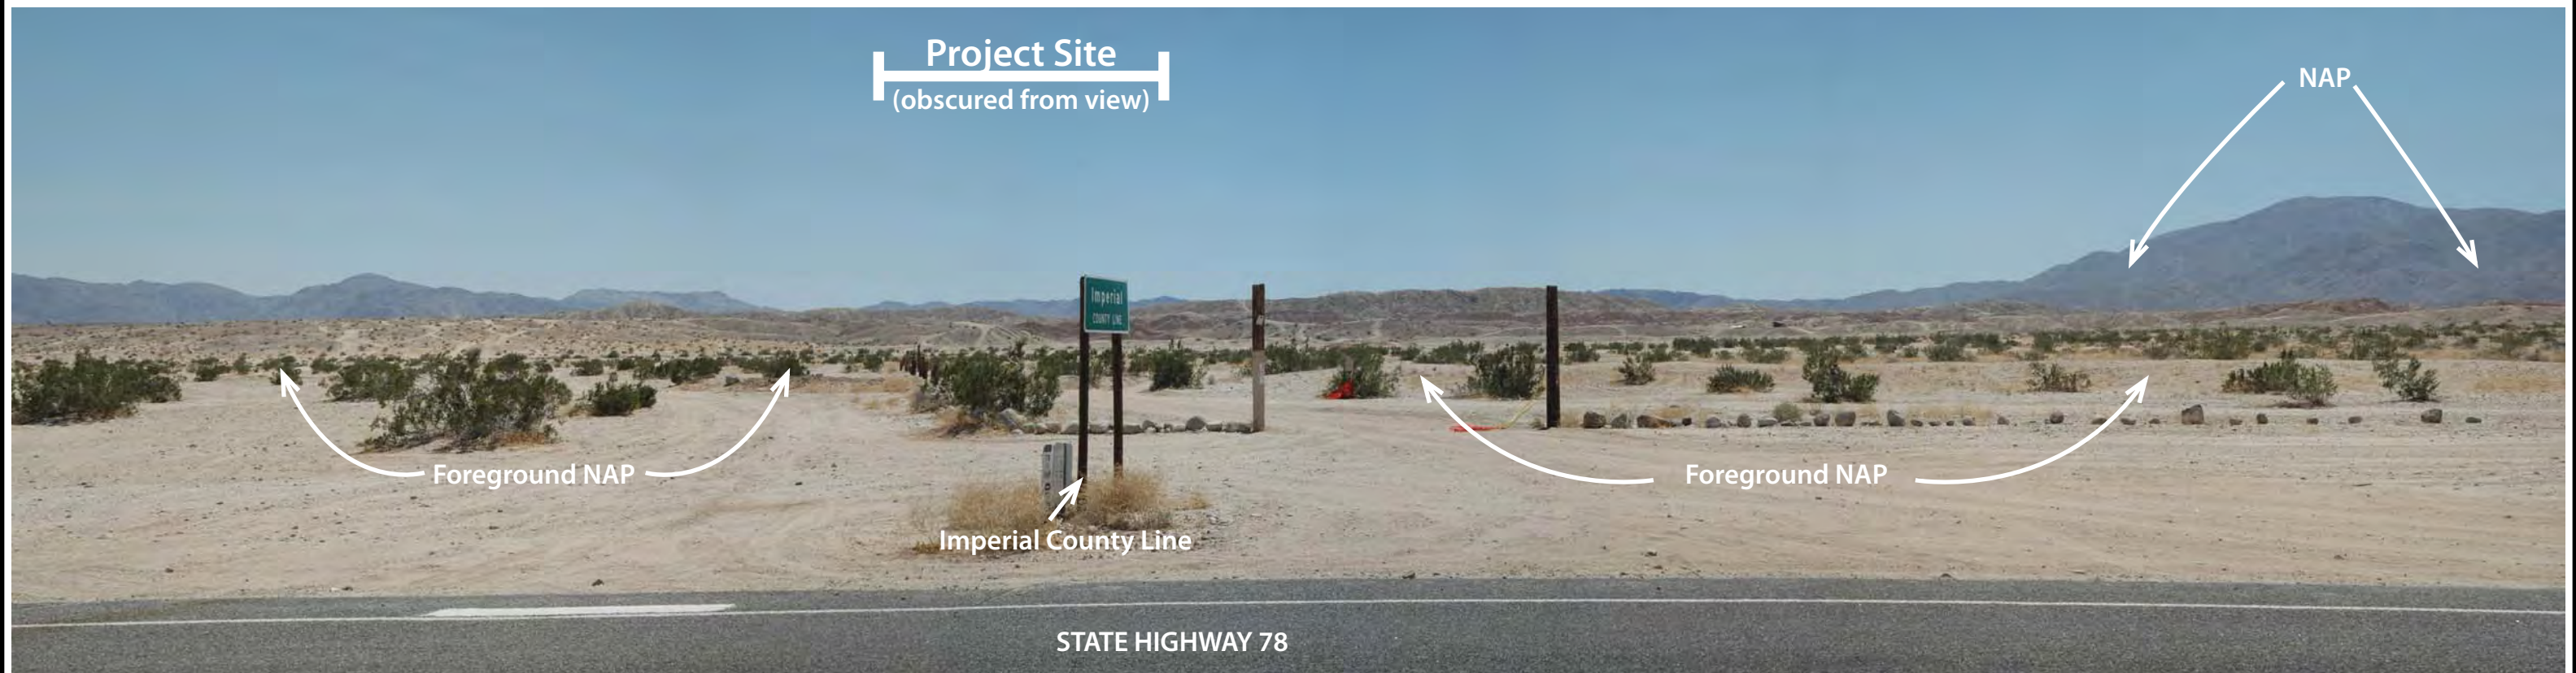 Project Site
(obscured from view)
NAP
Imperial
COUNTY LINE
Foreground NAP
Foreground NAP
Imperial County Line
STATE HIGHWAY 78